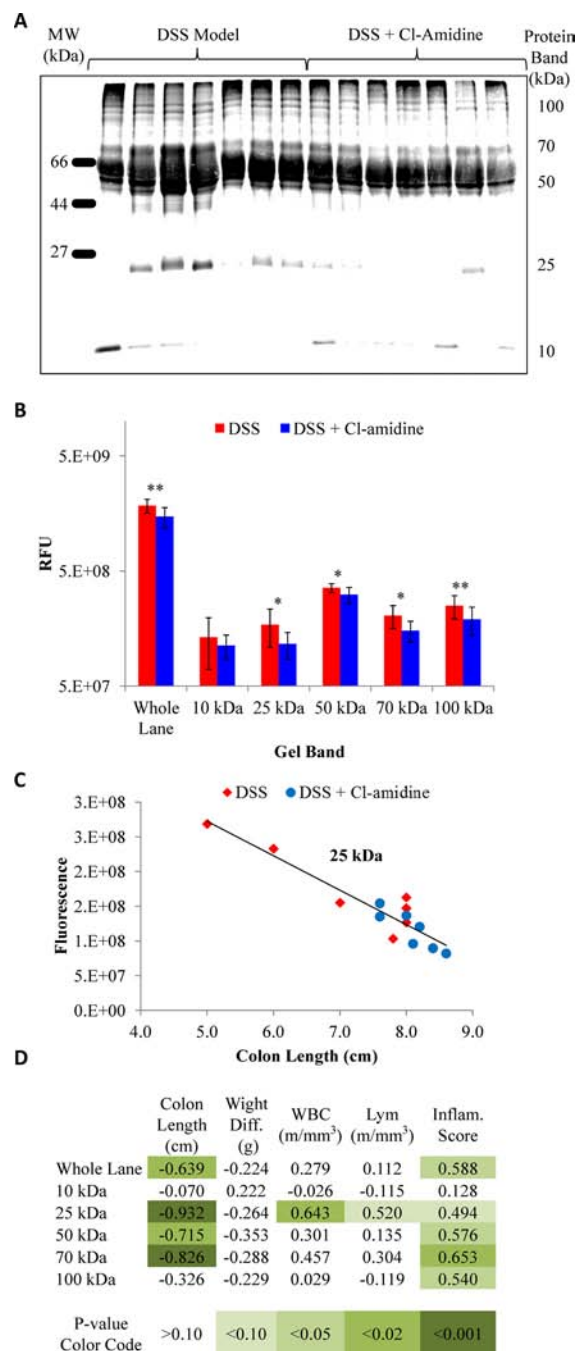 A
MW (kDa) DSS Model DSS + Cl-Amidine Protein Band (kDa)
100
70
66
50
44
27
25
10
B
DSS DSS + Cl-amidine
5.E+09
**
RFU
5.E+08
* * * **
5.E+07
Whole Lane 10 kDa 25 kDa 50 kDa 70 kDa 100 kDa
Gel Band
C
DSS DSS + Cl-amidine
3.E+08
3.E+08
25 kDa
2.E+08
Fluorescence
2.E+08
1.E+08
5.E+07
0.E+00
4.0 5.0 6.0 7.0 8.0 9.0
Colon Length (cm)
D
Colon Length (cm) Wight Diff. (g) WBC (m/mm³) Lym (m/mm³) Inflam. Score
Whole Lane -0.639 -0.224 0.279 0.112 0.588
10 kDa -0.070 0.222 -0.026 -0.115 0.128
25 kDa -0.932 -0.264 0.643 0.520 0.494
50 kDa -0.715 -0.353 0.301 0.135 0.576
70 kDa -0.826 -0.288 0.457 0.304 0.653
100 kDa -0.326 -0.229 0.029 -0.119 0.540
P-value Color Code >0.10 <0.10 <0.05 <0.02 <0.001